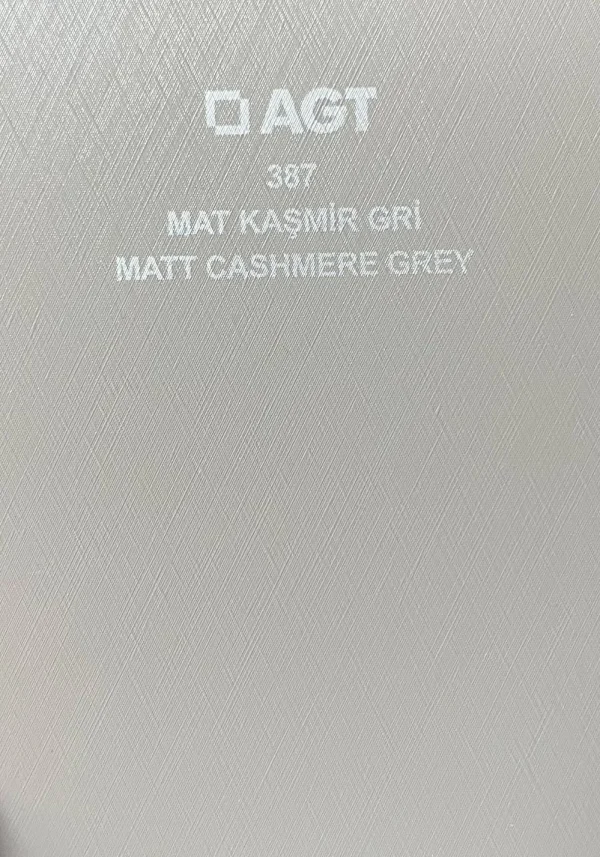 AGT
387
MAT KAŞMİR GRİ
MATT CASHMERE GREY